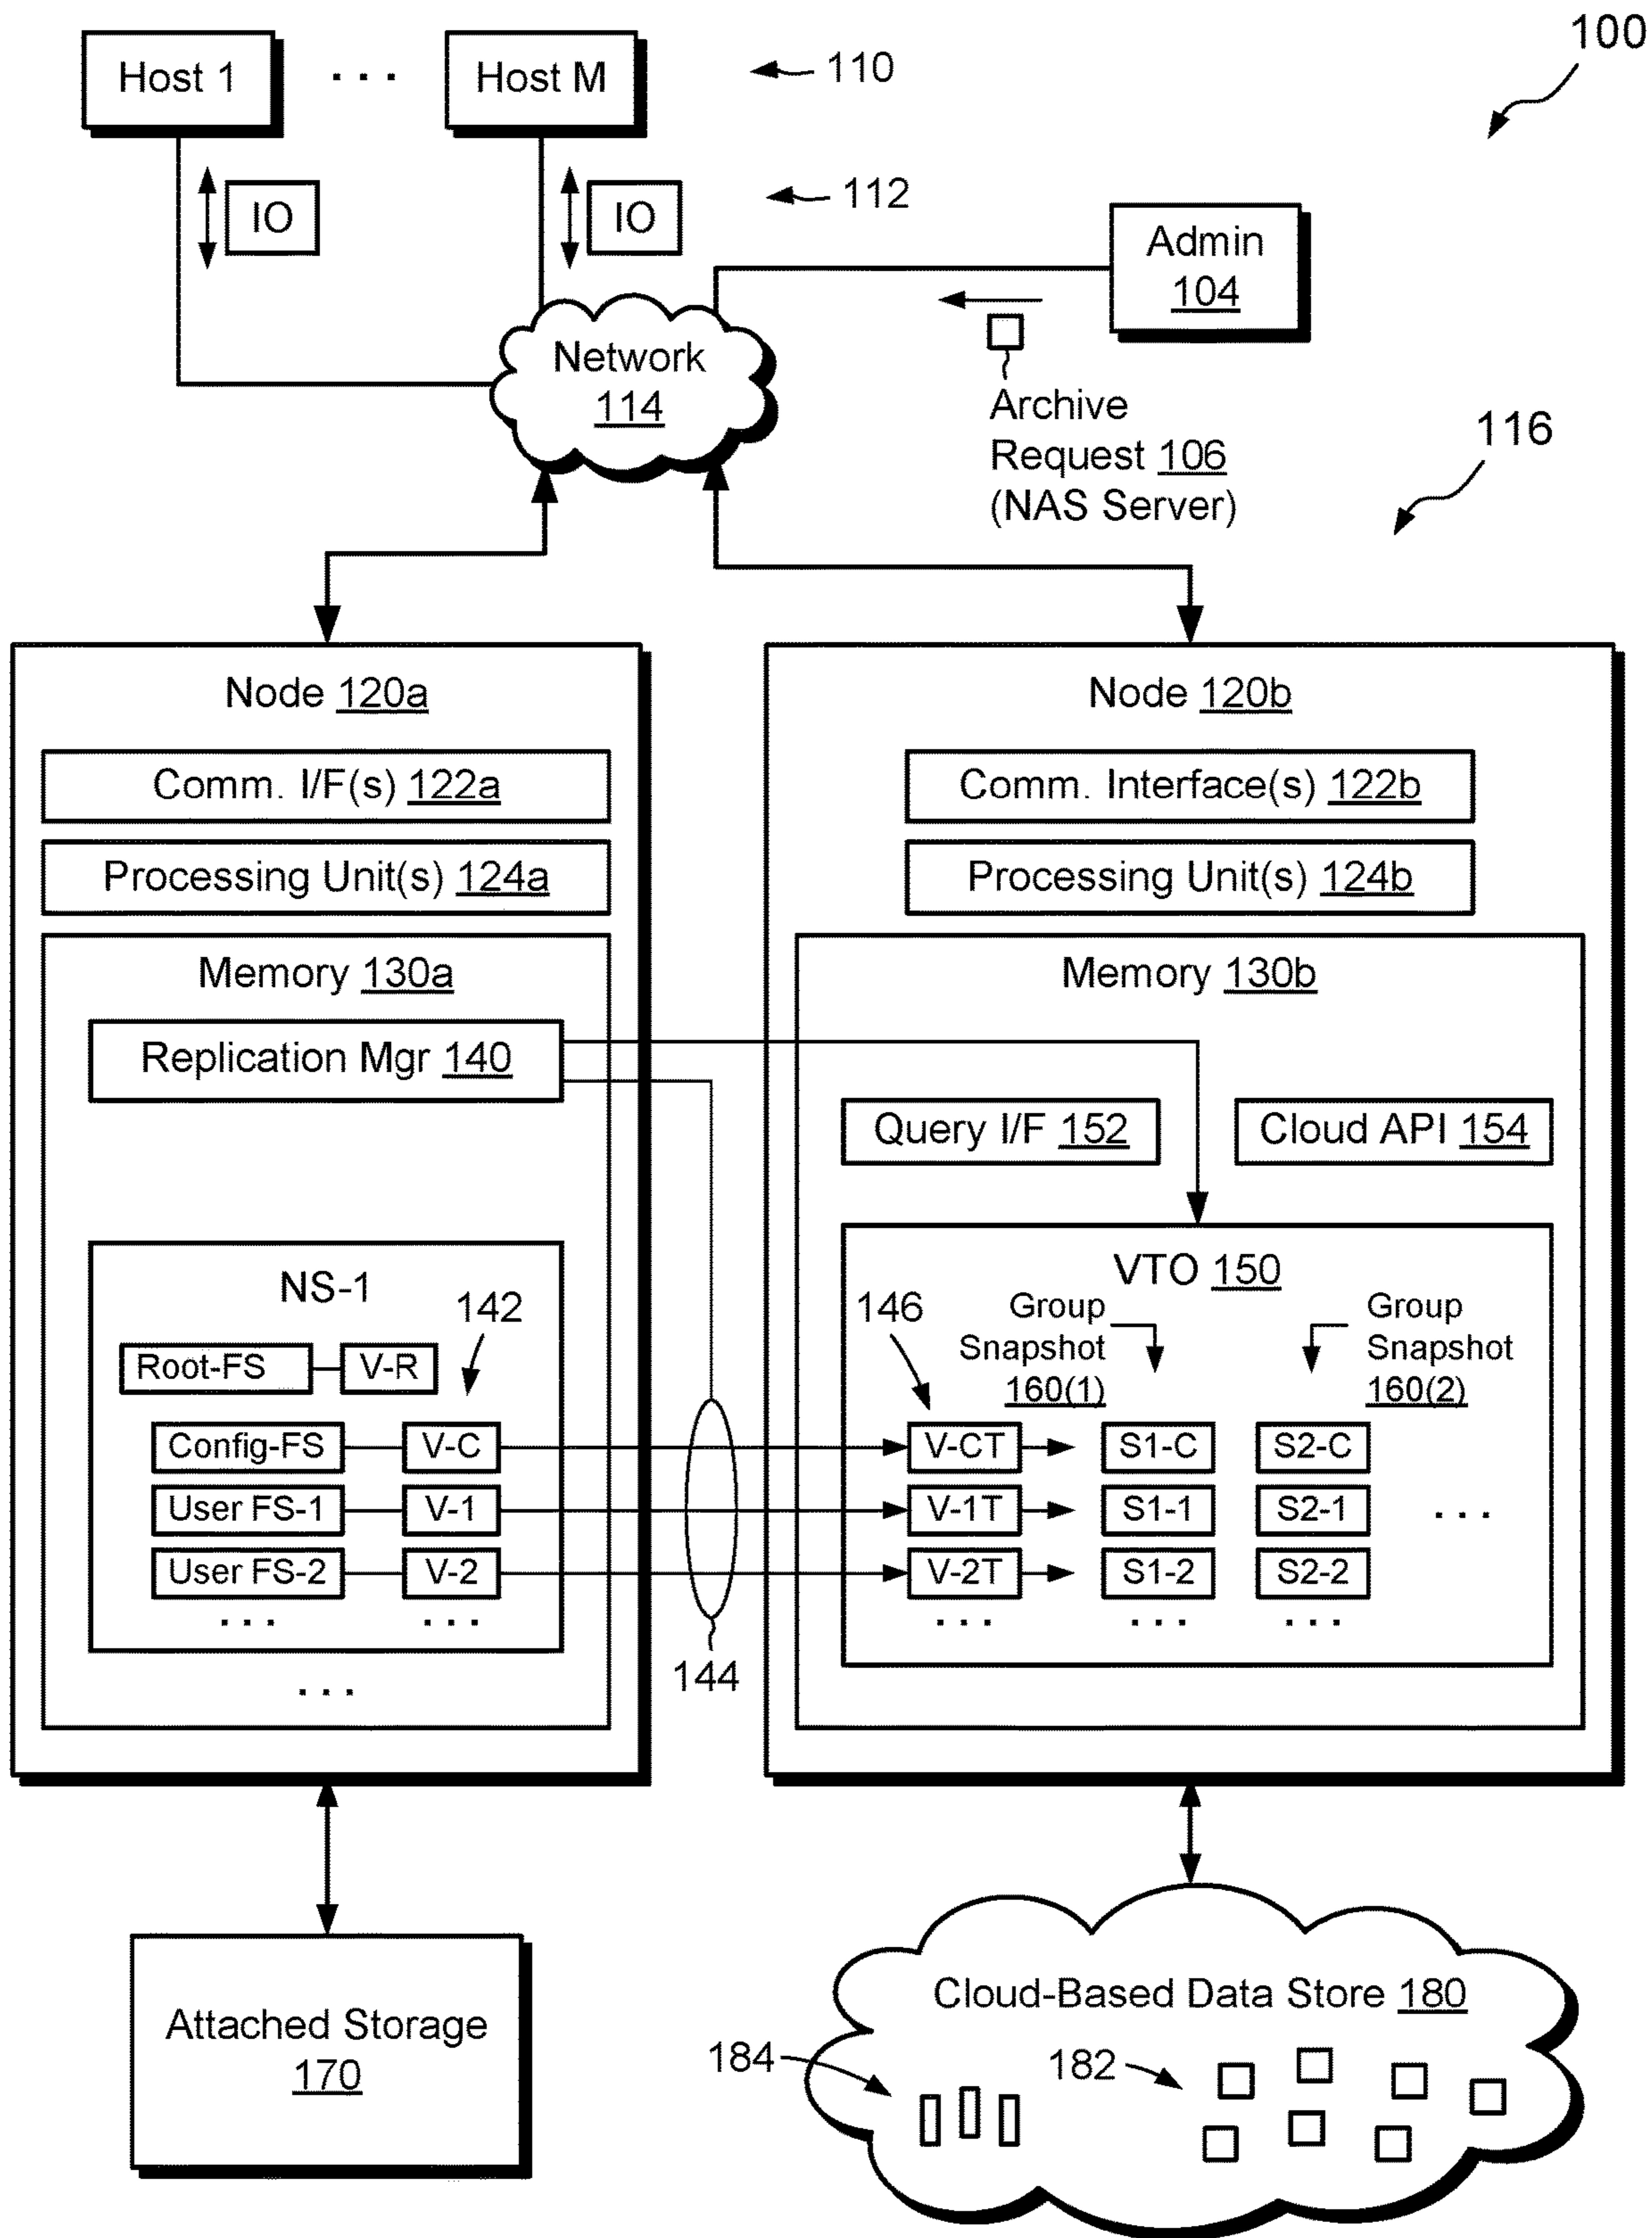 100
Host 1
. . .
Host M
110
IO
IO
112
Admin
104
Network
114
Archive
Request 106
(NAS Server)
116
Node 120a
Comm. I/F(s) 122a
Processing Unit(s) 124a
Memory 130a
Replication Mgr 140
NS-1
142
Root-FS
V-R
Config-FS
V-C
User FS-1
V-1
User FS-2
V-2
. . .
. . .
. . .
144
Node 120b
Comm. Interface(s) 122b
Processing Unit(s) 124b
Memory 130b
Query I/F 152
Cloud API 154
VTO 150
146
Group
Snapshot
160(1)
Group
Snapshot
160(2)
V-CT
S1-C
S2-C
V-1T
S1-1
S2-1
. . .
V-2T
S1-2
S2-2
. . .
. . .
. . .
Attached Storage
170
Cloud-Based Data Store 180
184
182